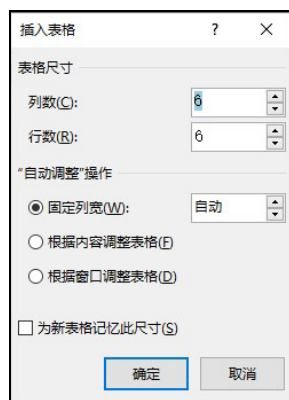 插入表格 ? ×
表格尺寸
列数(C): 6
行数(R): 6
“自动调整”操作
固定列宽(W): 自动
根据内容调整表格(F)
根据窗口调整表格(D)
为新表格记忆此尺寸(S)
确定 取消